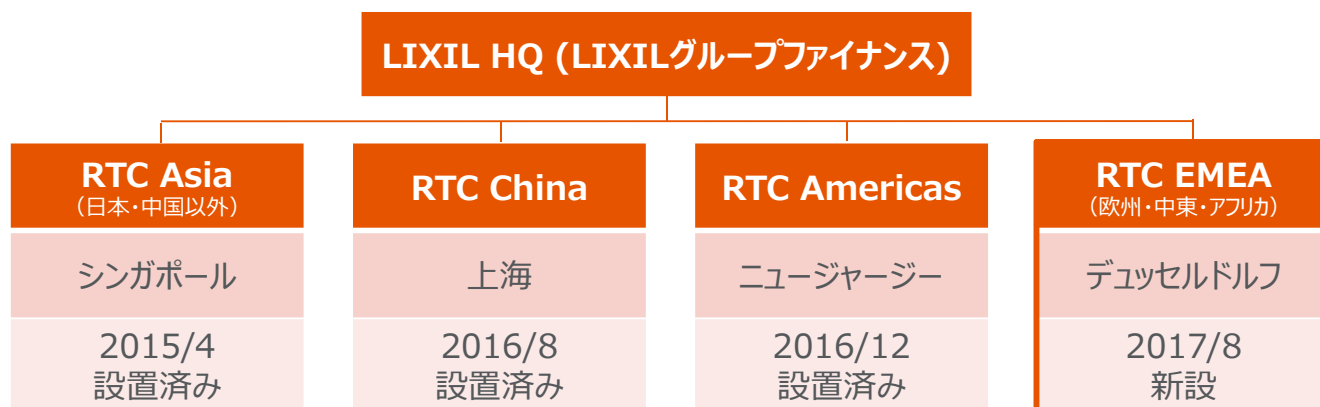 LIXIL HQ (LIXILグループファイナンス)
RTC Asia
（日本・中国以外）
シンガポール
2015/4
設置済み
RTC China
上海
2016/8
設置済み
RTC Americas
ニュージャージー
2016/12
設置済み
RTC EMEA
（欧州・中東・アフリカ）
デュッセルドルフ
2017/8
新設